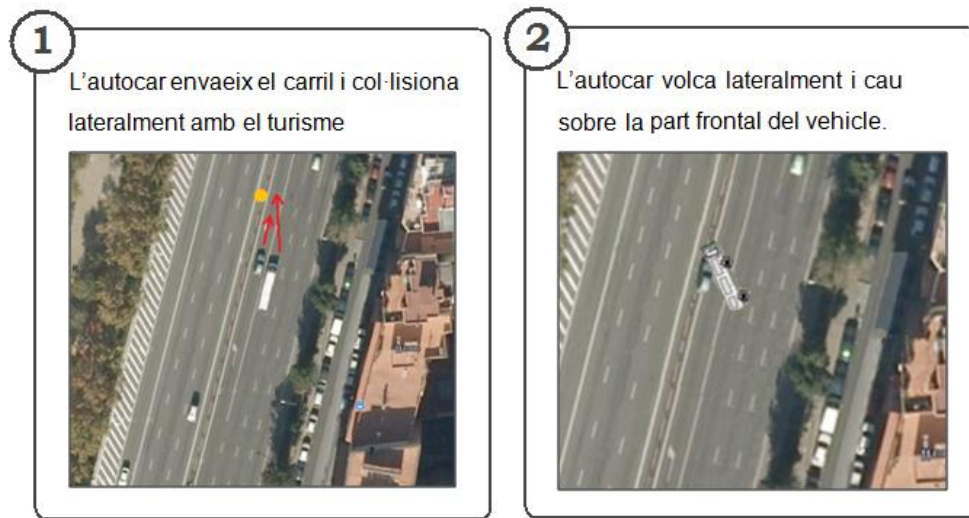 1
L'autocar envaeix el carril i col·lisiona
lateralment amb el turisme
2
L'autocar volca lateralment i cau
sobre la part frontal del vehicle.